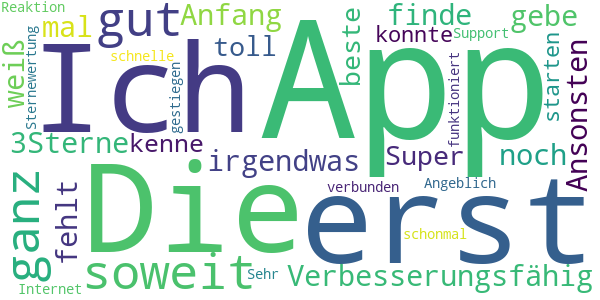 Reaktion
mal
gut
Anfang
finde
gebe
Weiß
Sternewertung
schnelle
toll
beste
konnte
Support
Ich
App
gestiegen
funktioniert
starten
Ansonsten
3Sterne
kenne
irgendwas
Super
noch
ganz
fehlt
Die
verbunden
Angeblich
erst
schonmal
soweit
Sehr
Verbesserungsfähig
Internet